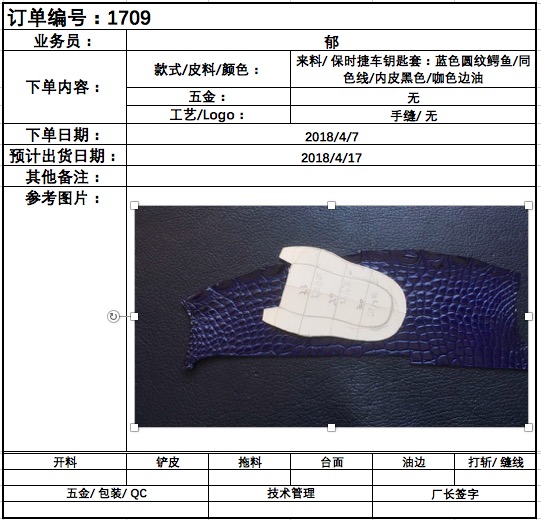 订单编号：1709
业务员：
郁
下单内容：
款式/皮料/颜色：
来料/ 保时捷车钥匙套：蓝色圆纹鳄鱼/同
色线/内皮黑色/咖色边油
五金：
无
工艺/Logo：
手缝/ 无
下单日期：
2018/4/7
预计出货日期：
2018/4/17
其他备注：
参考图片：
开料
铲皮
拖料
台面
油边
打斩/ 缝线
五金/ 包装/ QC
技术管理
厂长签字